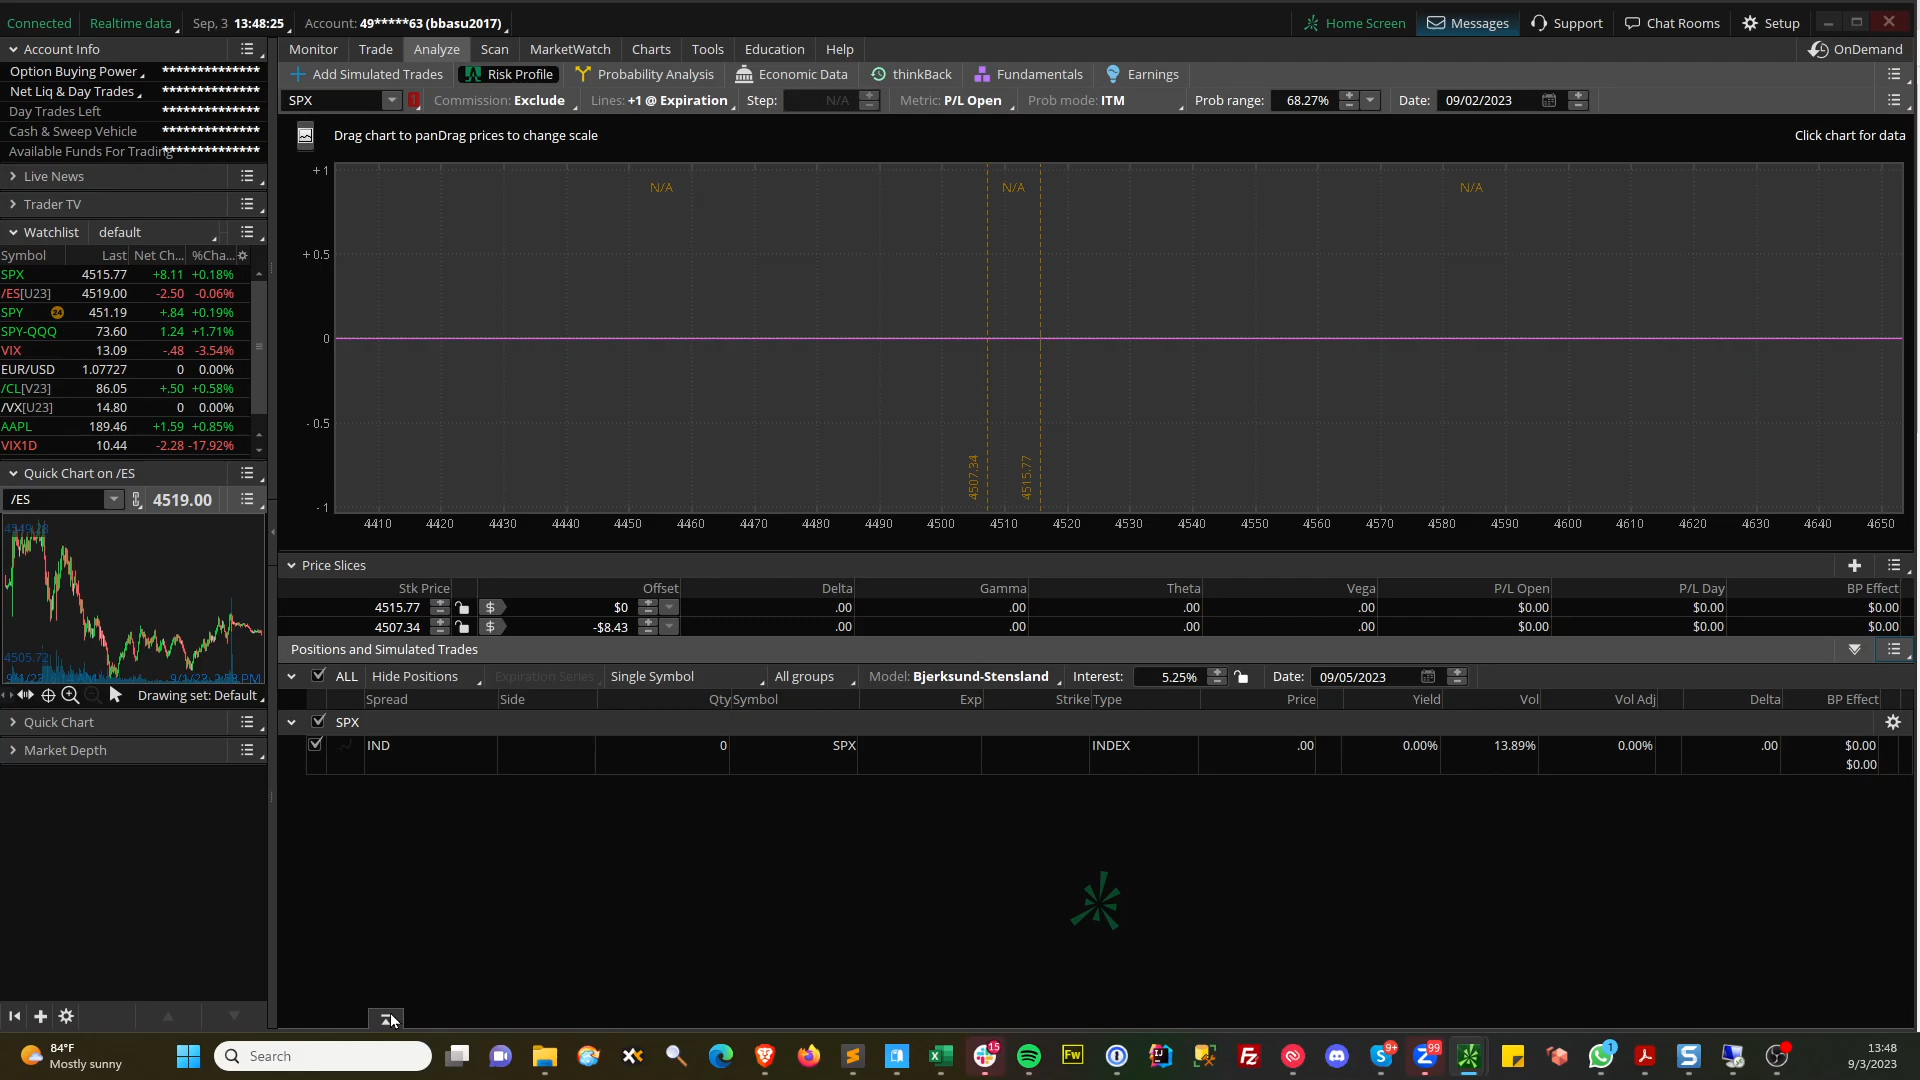 Connected Realtime data Sep, 3 13:48:25 Account: 49*****63 (bbasu2017) Home Screen Messages Support Chat Rooms Setup
Account Info Monitor Trade Analyze Scan MarketWatch Charts Tools Education Help OnDemand
Option Buying Power **************
Add Simulated Trades Risk Profile Probability Analysis Economic Data thinkBack Fundamentals Earnings
Net Liq & Day Trades **************
SPX 1 Commission: Exclude Lines: +1 @ Expiration Step: N/A Metric: P/L Open Prob mode: ITM Prob range: 68.27% Date: 09/02/2023
Day Trades Left
Cash & Sweep Vehicle **************
Available Funds For Trading **************
Drag chart to panDrag prices to change scale Click chart for data
Live News
Trader TV
Watchlist default
Symbol Last Net Ch... %Cha...
SPX 4515.77 +8.11 +0.18%
/ES[U23] 4519.00 -2.50 -0.06%
SPY 24 451.19 +.84 +0.19%
SPY-QQQ 73.60 1.24 +1.71%
VIX 13.09 -.48 -3.54%
EUR/USD 1.07727 0 0.00%
/CL[V23] 86.05 +.50 +0.58%
/VX[U23] 14.80 0 0.00%
AAPL 189.46 +1.59 +0.85%
VIX1D 10.44 -2.28 -17.92%
+1
N/A N/A N/A
+0.5
0
-0.5
-1
4507.34 4515.77
4410 4420 4430 4440 4450 4460 4470 4480 4490 4500 4510 4520 4530 4540 4550 4560 4570 4580 4590 4600 4610 4620 4630 4640 4650
Quick Chart on /ES
/ES 4519.00
4549.28
4505.72
9/1/23 2:58 PM
Drawing set: Default
Quick Chart
Market Depth
Price Slices
Stk Price Offset Delta Gamma Theta Vega P/L Open P/L Day BP Effect
4515.77 $ $0 .00 .00 .00 .00 $0.00 $0.00 $0.00
4507.34 $ -$8.43 .00 .00 .00 .00 $0.00 $0.00 $0.00
Positions and Simulated Trades
ALL Hide Positions Expiration Series Single Symbol All groups Model: Bjerksund-Stensland Interest: 5.25% Date: 09/05/2023
Spread Side Qty Symbol Exp Strike Type Price Yield Vol Vol Adj Delta BP Effect
SPX
IND 0 SPX INDEX .00 0.00% 13.89% 0.00% .00 $0.00
$0.00
84°F
Mostly sunny
Search
15
Fw
9+
99
1
13:48
9/3/2023